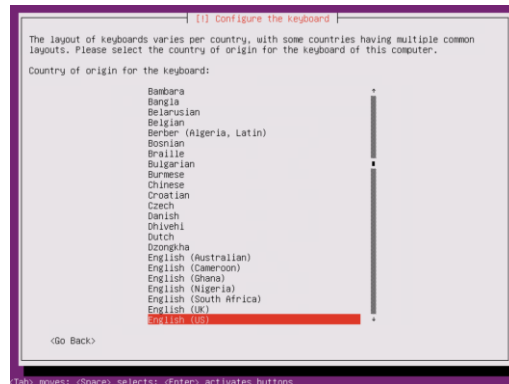 [!] Configure the keyboard
The layout of keyboards varies per country, with some countries having multiple common
layouts. Please select the country of origin for the keyboard of this computer.
Country of origin for the keyboard:
Bambara
Bangla
Belarusian
Belgian
Berber (Algeria, Latin)
Bosnian
Braille
Bulgarian
Burmese
Chinese
Croatian
Czech
Danish
Dhivehi
Dutch
Dzongkha
English (Australian)
English (Cameroon)
English (Ghana)
English (Nigeria)
English (South Africa)
English (UK)
English (US)
<Go Back>
<Tab> moves; <Space> selects; <Enter> activates buttons